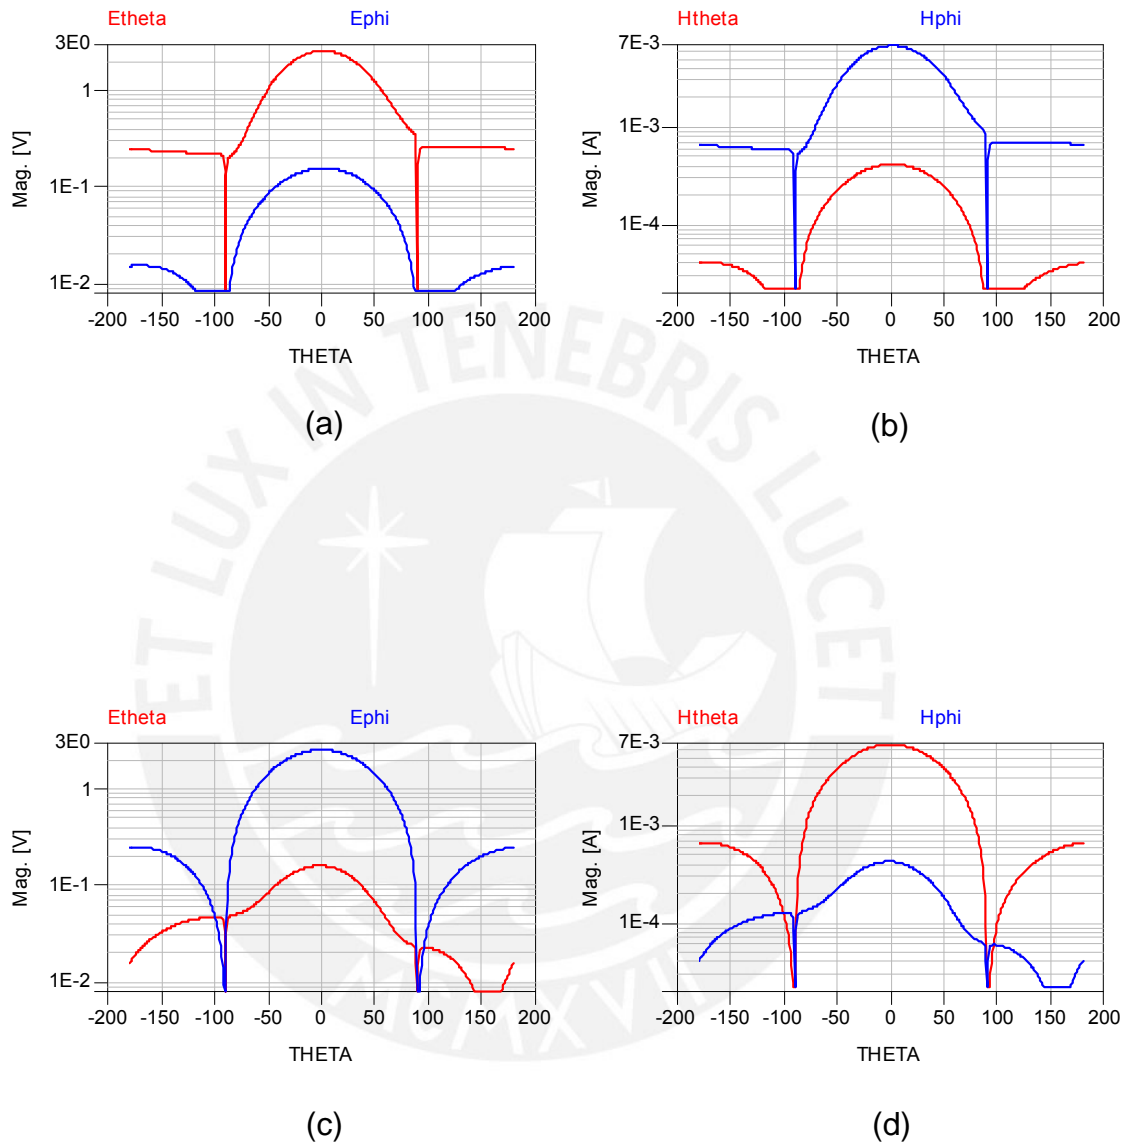 Etheta Ephi
3E0
1
1E-1
1E-2
Mag. [V]
-200 -150 -100 -50 0 50 100 150 200
THETA
(a)
Htheta Hphi
7E-3
1E-3
1E-4
Mag. [A]
-200 -150 -100 -50 0 50 100 150 200
THETA
(b)
ET LUX IN TENEBRIS LUCET
Etheta Ephi
3E0
1
1E-1
1E-2
Mag. [V]
-200 -150 -100 -50 0 50 100 150 200
THETA
(c)
Htheta Hphi
7E-3
1E-3
1E-4
Mag. [A]
-200 -150 -100 -50 0 50 100 150 200
THETA
(d)